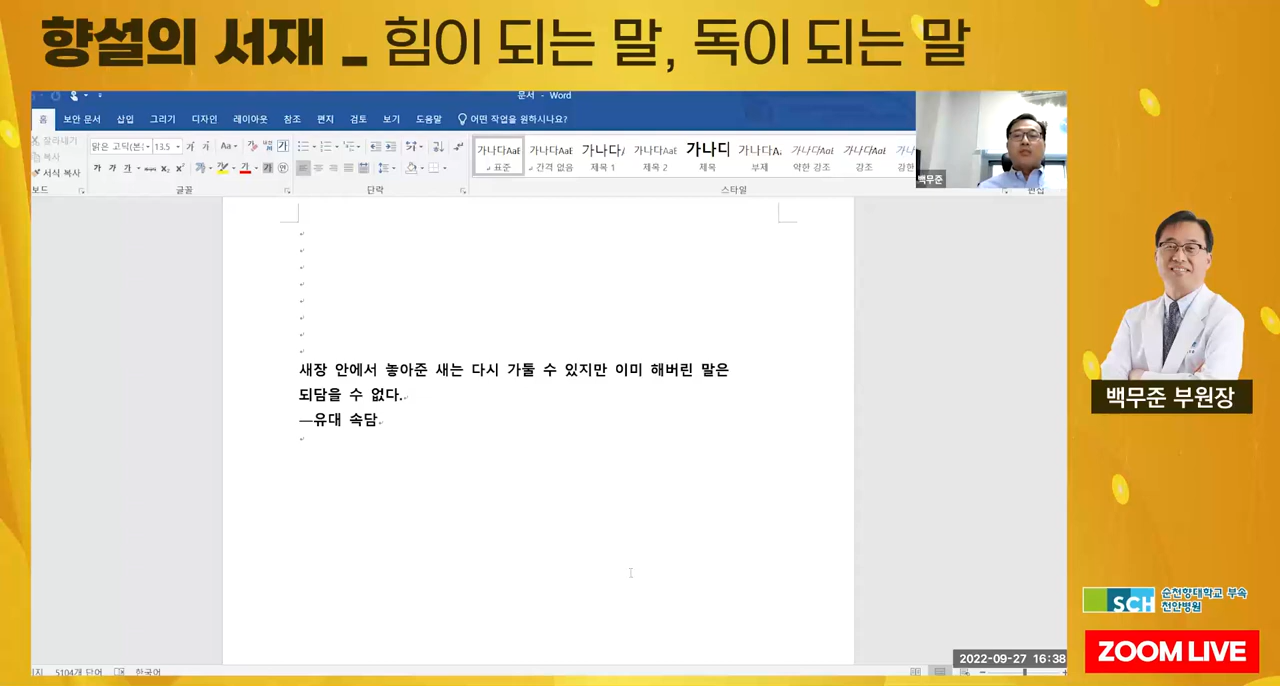 향설의 서재 _ 힘이 되는 말, 독이 되는 말
문서 - Word
홈 보안 문서 삽입 그리기 디자인 레이아웃 참조 편지 검토 보기 도움말 어떤 작업을 원하시나요?
잘라내기
복사
서식 복사
보드
맑은 고딕(본문 13.5
글꼴
단락
가나다AaE 가나다AaE 가나다 가나다AaE 가나다 가나다A 가나다AaE 가나다AaE 가나
표준 간격 없음 제목 1 제목 2 제목 부제 약한 강조 강조 강한
스타일
편집
백무준
새장 안에서 놓아준 새는 다시 가둘 수 있지만 이미 해버린 말은
되담을 수 없다.
—유대 속담
백무준 부원장
SCH 순천향대학교 부속
천안병원
ZOOM LIVE
2022-09-27 16:38
5104개 단어 한국어